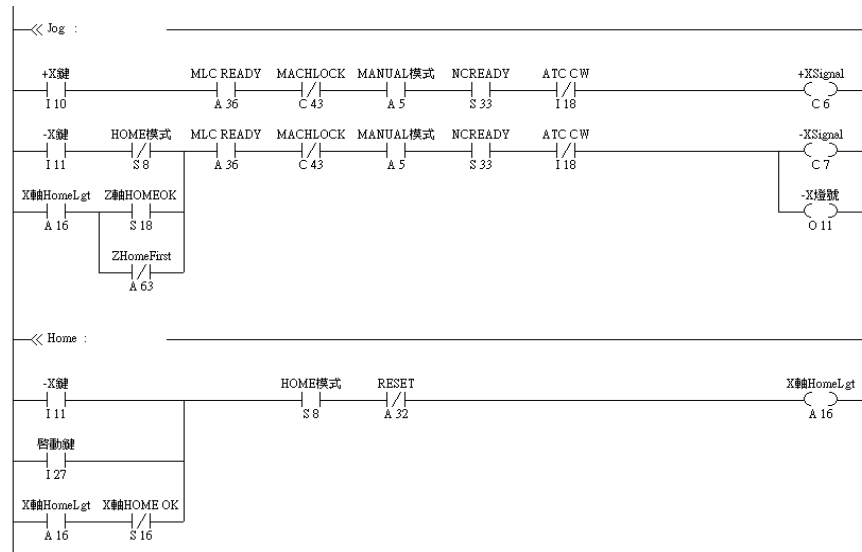 << Jog :
+X鍵 MLC READY MACHLOCK MANUAL模式 NCREADY ATC CW +XSignal
I 10 A 36 C 43 A 5 S 33 I 18 C 6
-X鍵 HOME模式 MLC READY MACHLOCK MANUAL模式 NCREADY ATC CW -XSignal
I 11 S 8 A 36 C 43 A 5 S 33 I 18 C 7
X軸HomeLgt Z軸HOMEOK -X燈號
A 16 S 18 O 11
ZHomeFirst
A 63
<< Home :
-X鍵 HOME模式 RESET X軸HomeLgt
I 11 S 8 A 32 A 16
啓動鍵
I 27
X軸HomeLgt X軸HOME OK
A 16 S 16